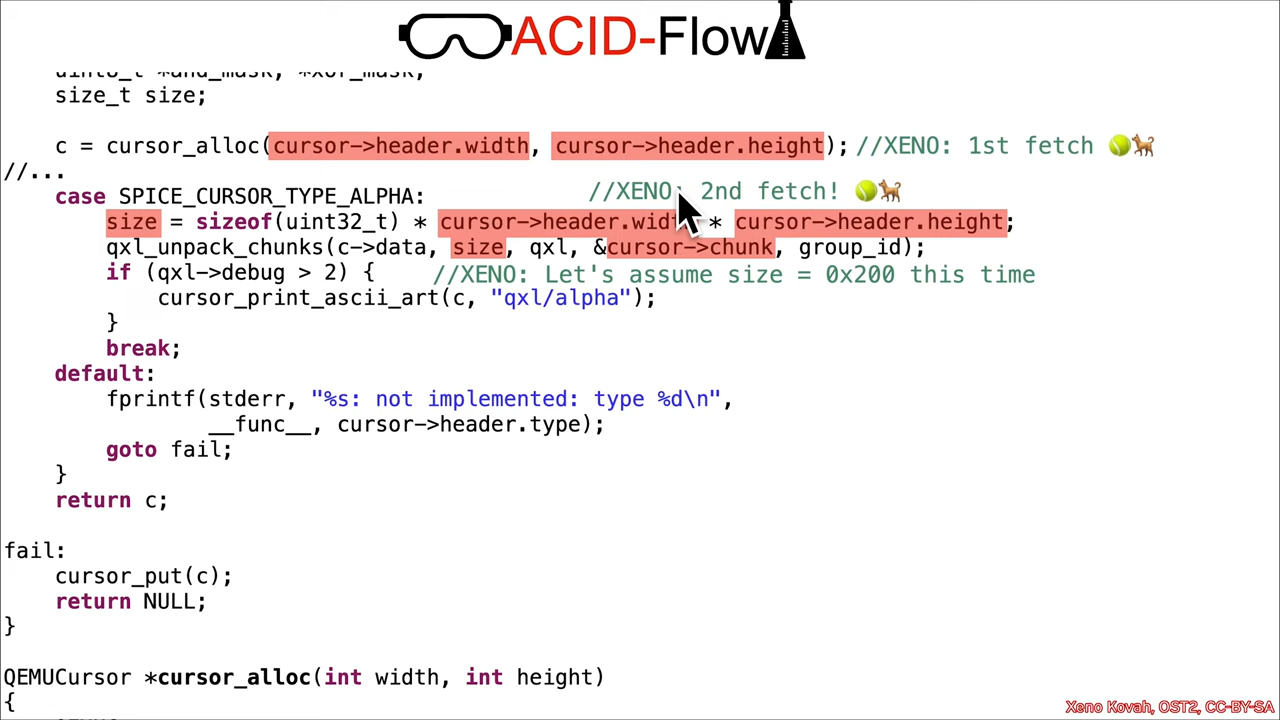 ACID-Flow
uint8_t *and_mask, *xor_mask;
size_t size;
c = cursor_alloc(cursor->header.width, cursor->header.height); //XENO: 1st fetch 🎾🐕
//...
case SPICE_CURSOR_TYPE_ALPHA: //XENO: 2nd fetch! 🎾🐕
size = sizeof(uint32_t) * cursor->header.width * cursor->header.height;
qxl_unpack_chunks(c->data, size, qxl, &cursor->chunk, group_id);
if (qxl->debug > 2) { //XENO: Let's assume size = 0x200 this time
cursor_print_ascii_art(c, "qxl/alpha");
}
break;
default:
fprintf(stderr, "%s: not implemented: type %d\n",
__func__, cursor->header.type);
goto fail;
}
return c;
fail:
cursor_put(c);
return NULL;
}
QEMUCursor *cursor_alloc(int width, int height)
{
Xeno Kovah, OST2, CC-BY-SA